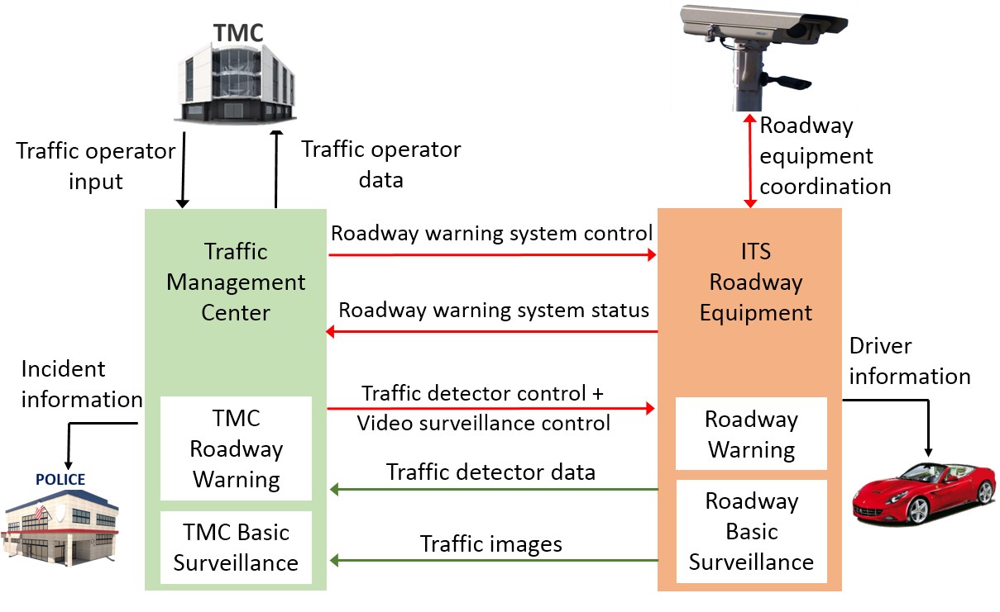 TMC
Traffic operator
input
Traffic operator
data
Roadway
equipment
coordination
Traffic
Management
Center
Roadway warning system control
ITS
Roadway
Equipment
Roadway warning system status
Incident
information
Driver
information
Traffic detector control +
Video surveillance control
TMC
Roadway
Warning
Roadway
Warning
Traffic detector data
POLICE
TMC Basic
Surveillance
Roadway
Basic
Surveillance
Traffic images